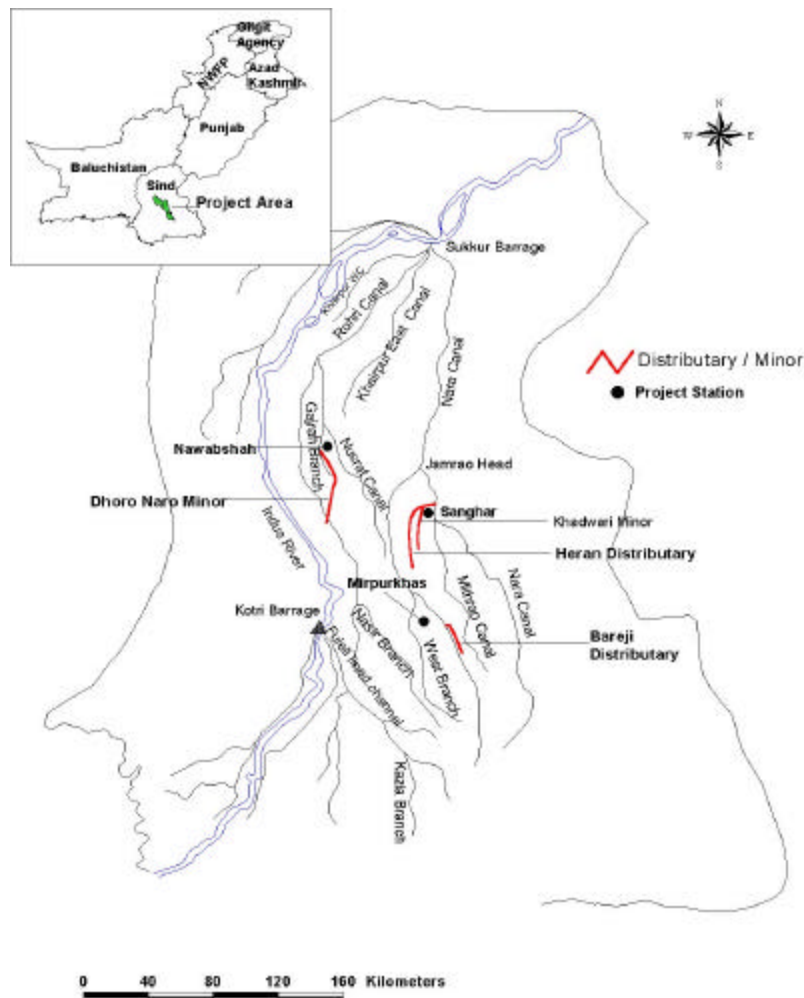 Gilgit
Agency
NWFP
Azad
Kashmir
Punjab
Baluchistan
Sind
Project Area
N
W
E
S
Sukkur Barrage
Khairpur WC
Rohri Canal
Khairpur East Canal
Nara Canal
Distributary / Minor
Project Station
Nawabshah
Gajrah Branch
Nusrat Canal
Jamrao Head
Dhoro Naro Minor
Sanghar
Khadwari Minor
Indus River
Heran Distributary
Mirpurkhas
Mithrao Canal
Nara Canal
Kotri Barrage
Nasir Branch
West Branch
Bareji
Distributary
Fuleli head channal
Kazia Branch
0 40 80 120 160 Kilometers